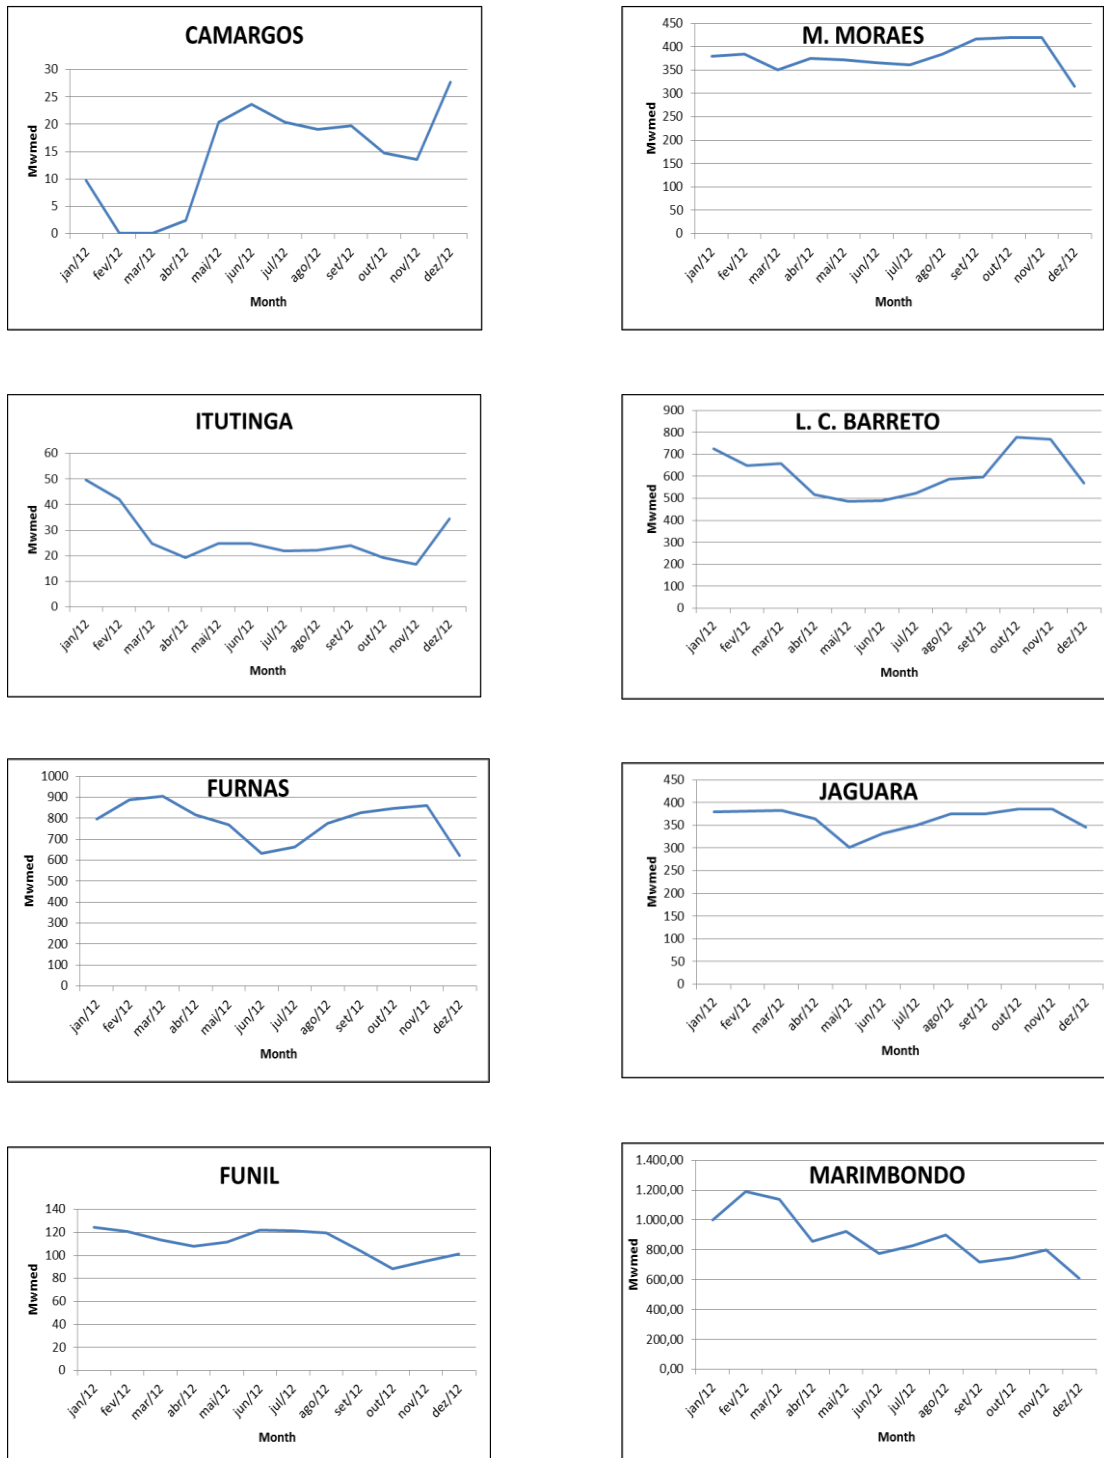 CAMARGOS
30
25
20
15
10
5
0
Mwmed
jan/12 fev/12 mar/12 abr/12 mai/12 jun/12 jul/12 ago/12 set/12 out/12 nov/12 dez/12
Month
M. MORAES
450
400
350
300
250
200
150
100
50
0
Mwmed
jan/12 fev/12 mar/12 abr/12 mai/12 jun/12 jul/12 ago/12 set/12 out/12 nov/12 dez/12
Month
ITUTINGA
60
50
40
30
20
10
0
Mwmed
jan/12 fev/12 mar/12 abr/12 mai/12 jun/12 jul/12 ago/12 set/12 out/12 nov/12 dez/12
Month
L. C. BARRETO
900
800
700
600
500
400
300
200
100
0
Mwmed
jan/12 fev/12 mar/12 abr/12 mai/12 jun/12 jul/12 ago/12 set/12 out/12 nov/12 dez/12
Month
FURNAS
1000
900
800
700
600
500
400
300
200
100
0
Mwmed
jan/12 fev/12 mar/12 abr/12 mai/12 jun/12 jul/12 ago/12 set/12 out/12 nov/12 dez/12
Month
JAGUARA
450
400
350
300
250
200
150
100
50
0
Mwmed
jan/12 fev/12 mar/12 abr/12 mai/12 jun/12 jul/12 ago/12 set/12 out/12 nov/12 dez/12
Month
FUNIL
140
120
100
80
60
40
20
0
Mwmed
jan/12 fev/12 mar/12 abr/12 mai/12 jun/12 jul/12 ago/12 set/12 out/12 nov/12 dez/12
Month
MARIMBONDO
1.400,00
1.200,00
1.000,00
800,00
600,00
400,00
200,00
0,00
Mwmed
jan/12 fev/12 mar/12 abr/12 mai/12 jun/12 jul/12 ago/12 set/12 out/12 nov/12 dez/12
Month